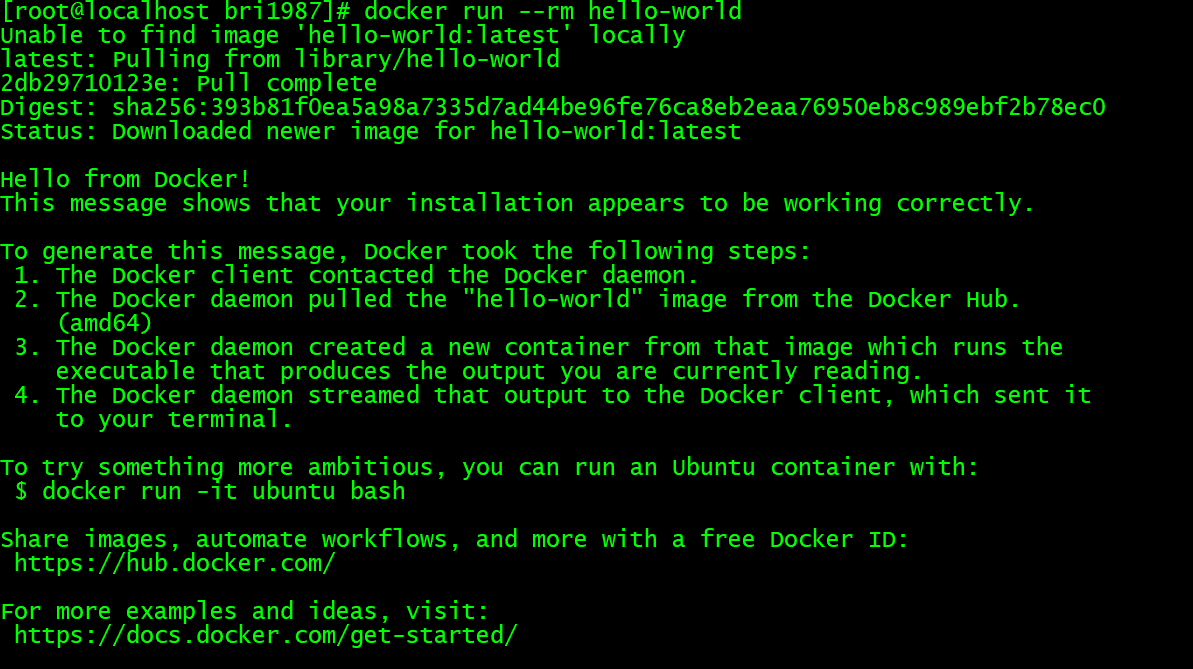 [root@localhost bri1987]# docker run --rm hello-world
Unable to find image 'hello-world:latest' locally
latest: Pulling from library/hello-world
2db29710123e: Pull complete
Digest: sha256:393b81f0ea5a98a7335d7ad44be96fe76ca8eb2eaa76950eb8c989ebf2b78ec0
Status: Downloaded newer image for hello-world:latest

Hello from Docker!
This message shows that your installation appears to be working correctly.

To generate this message, Docker took the following steps:
 1. The Docker client contacted the Docker daemon.
 2. The Docker daemon pulled the "hello-world" image from the Docker Hub.
    (amd64)
 3. The Docker daemon created a new container from that image which runs the
    executable that produces the output you are currently reading.
 4. The Docker daemon streamed that output to the Docker client, which sent it
    to your terminal.

To try something more ambitious, you can run an Ubuntu container with:
 $ docker run -it ubuntu bash

Share images, automate workflows, and more with a free Docker ID:
 https://hub.docker.com/

For more examples and ideas, visit:
 https://docs.docker.com/get-started/